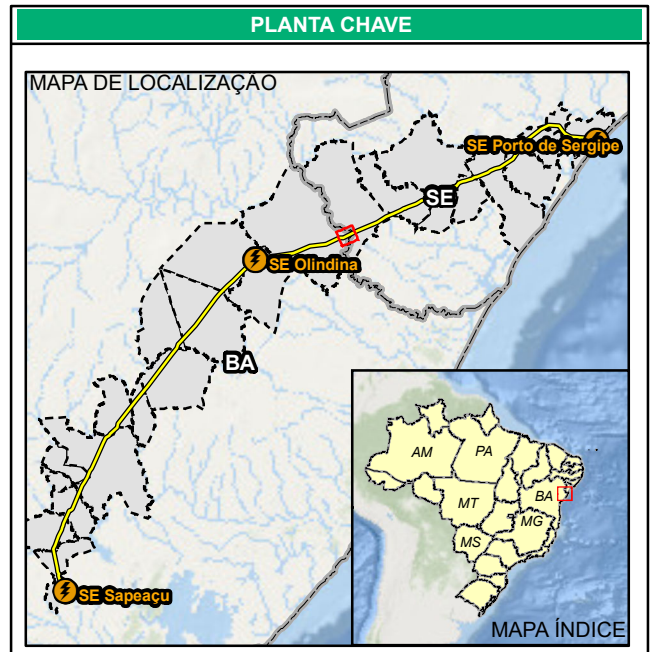 PLANTA CHAVE
MAPA DE LOCALIZAÇÃO
SE Porto de Sergipe
SE
SE Olindina
BA
AM
PA
BA
MT
MG
MS
SE Sapeaçu
MAPA ÍNDICE